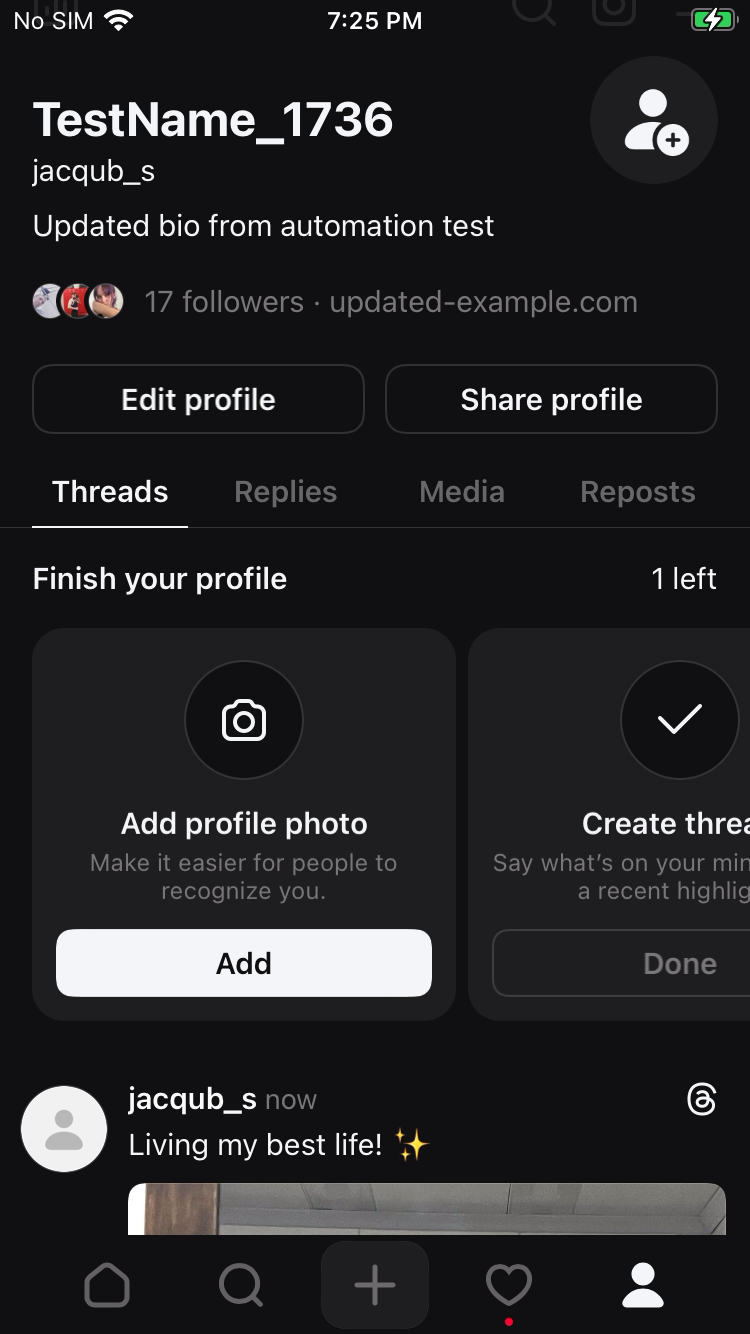 No SIM 7:25 PM
TestName_1736
jacqub_s
Updated bio from automation test
17 followers · updated-example.com
Edit profile Share profile
Threads Replies Media Reposts
Finish your profile 1 left
Add profile photo
Make it easier for people to
recognize you.
Add
Create threa
Say what's on your min
a recent highlig
Done
jacqub_s now
Living my best life! ✨